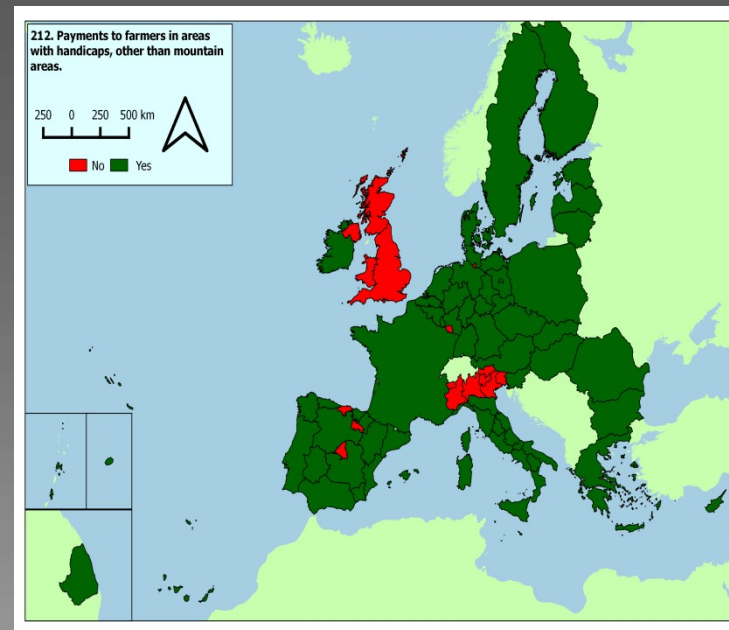 212. Payments to farmers in areas
with handicaps, other than mountain
areas.
250 0 250 500 km
No Yes